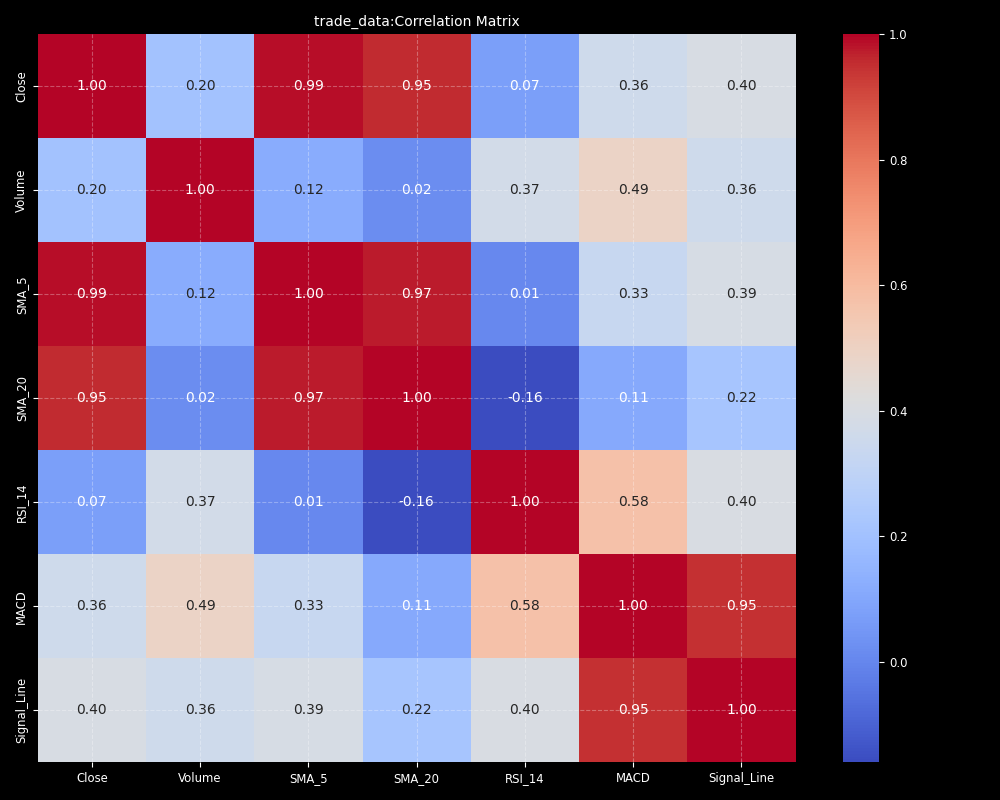 trade_data:Correlation Matrix
Close 1.00 0.20 0.99 0.95 0.07 0.36 0.40
Volume 0.20 1.00 0.12 0.02 0.37 0.49 0.36
SMA_5 0.99 0.12 1.00 0.97 0.01 0.33 0.39
SMA_20 0.95 0.02 0.97 1.00 -0.16 0.11 0.22
RSI_14 0.07 0.37 0.01 -0.16 1.00 0.58 0.40
MACD 0.36 0.49 0.33 0.11 0.58 1.00 0.95
Signal_Line 0.40 0.36 0.39 0.22 0.40 0.95 1.00
Close Volume SMA_5 SMA_20 RSI_14 MACD Signal_Line
1.0
0.8
0.6
0.4
0.2
0.0